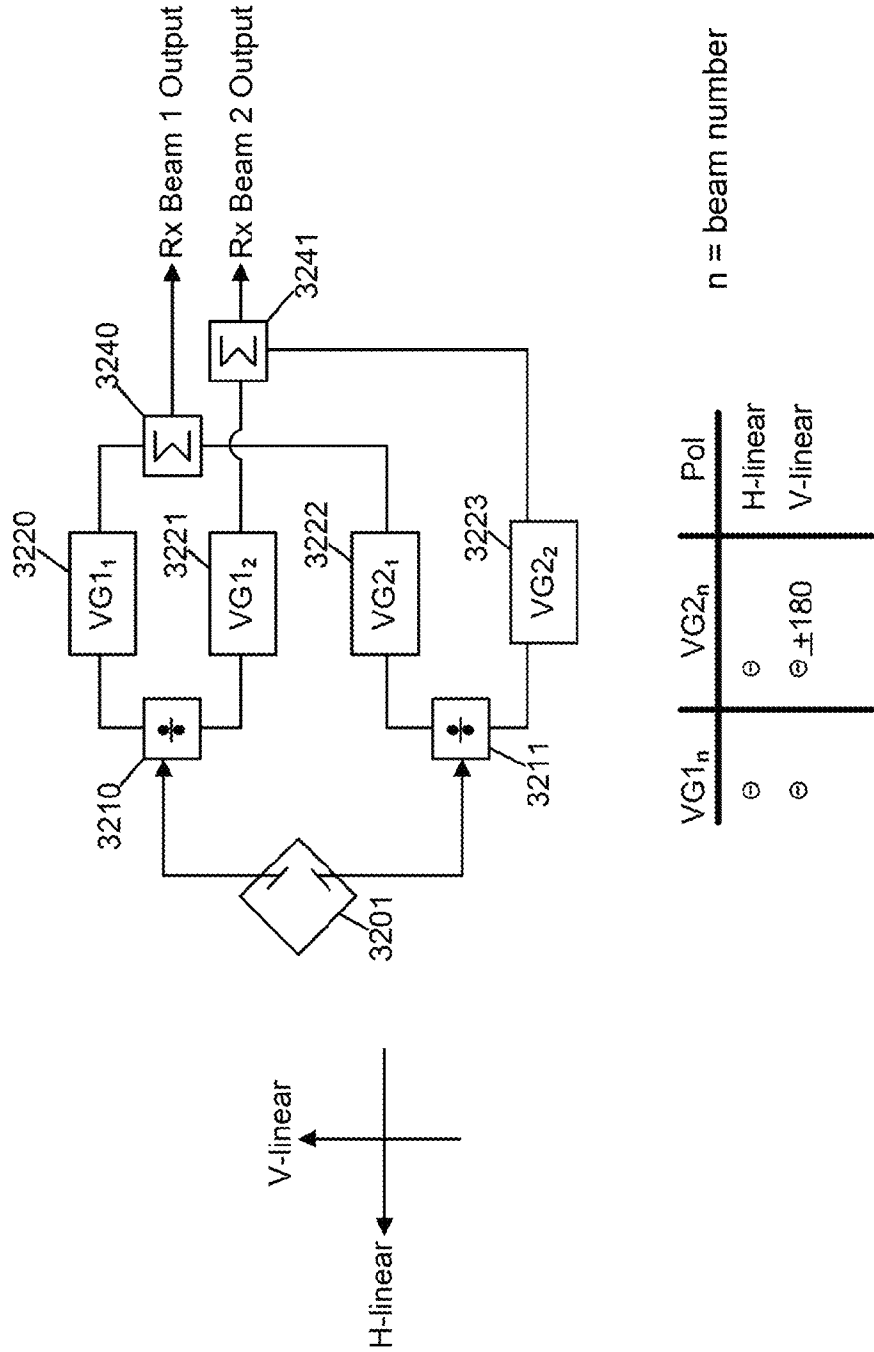 Rx Beam 1 Output
Rx Beam 2 Output
3240
3241
3220
VG1₁
3221
VG1₂
3222
VG2₁
3223
VG2₂
÷
3210
÷
3211
Σ
Σ
3201
V-linear
H-linear
VG1ₙ VG2ₙ Pol
Θ Θ H-linear
Θ Θ±180 V-linear
n = beam number